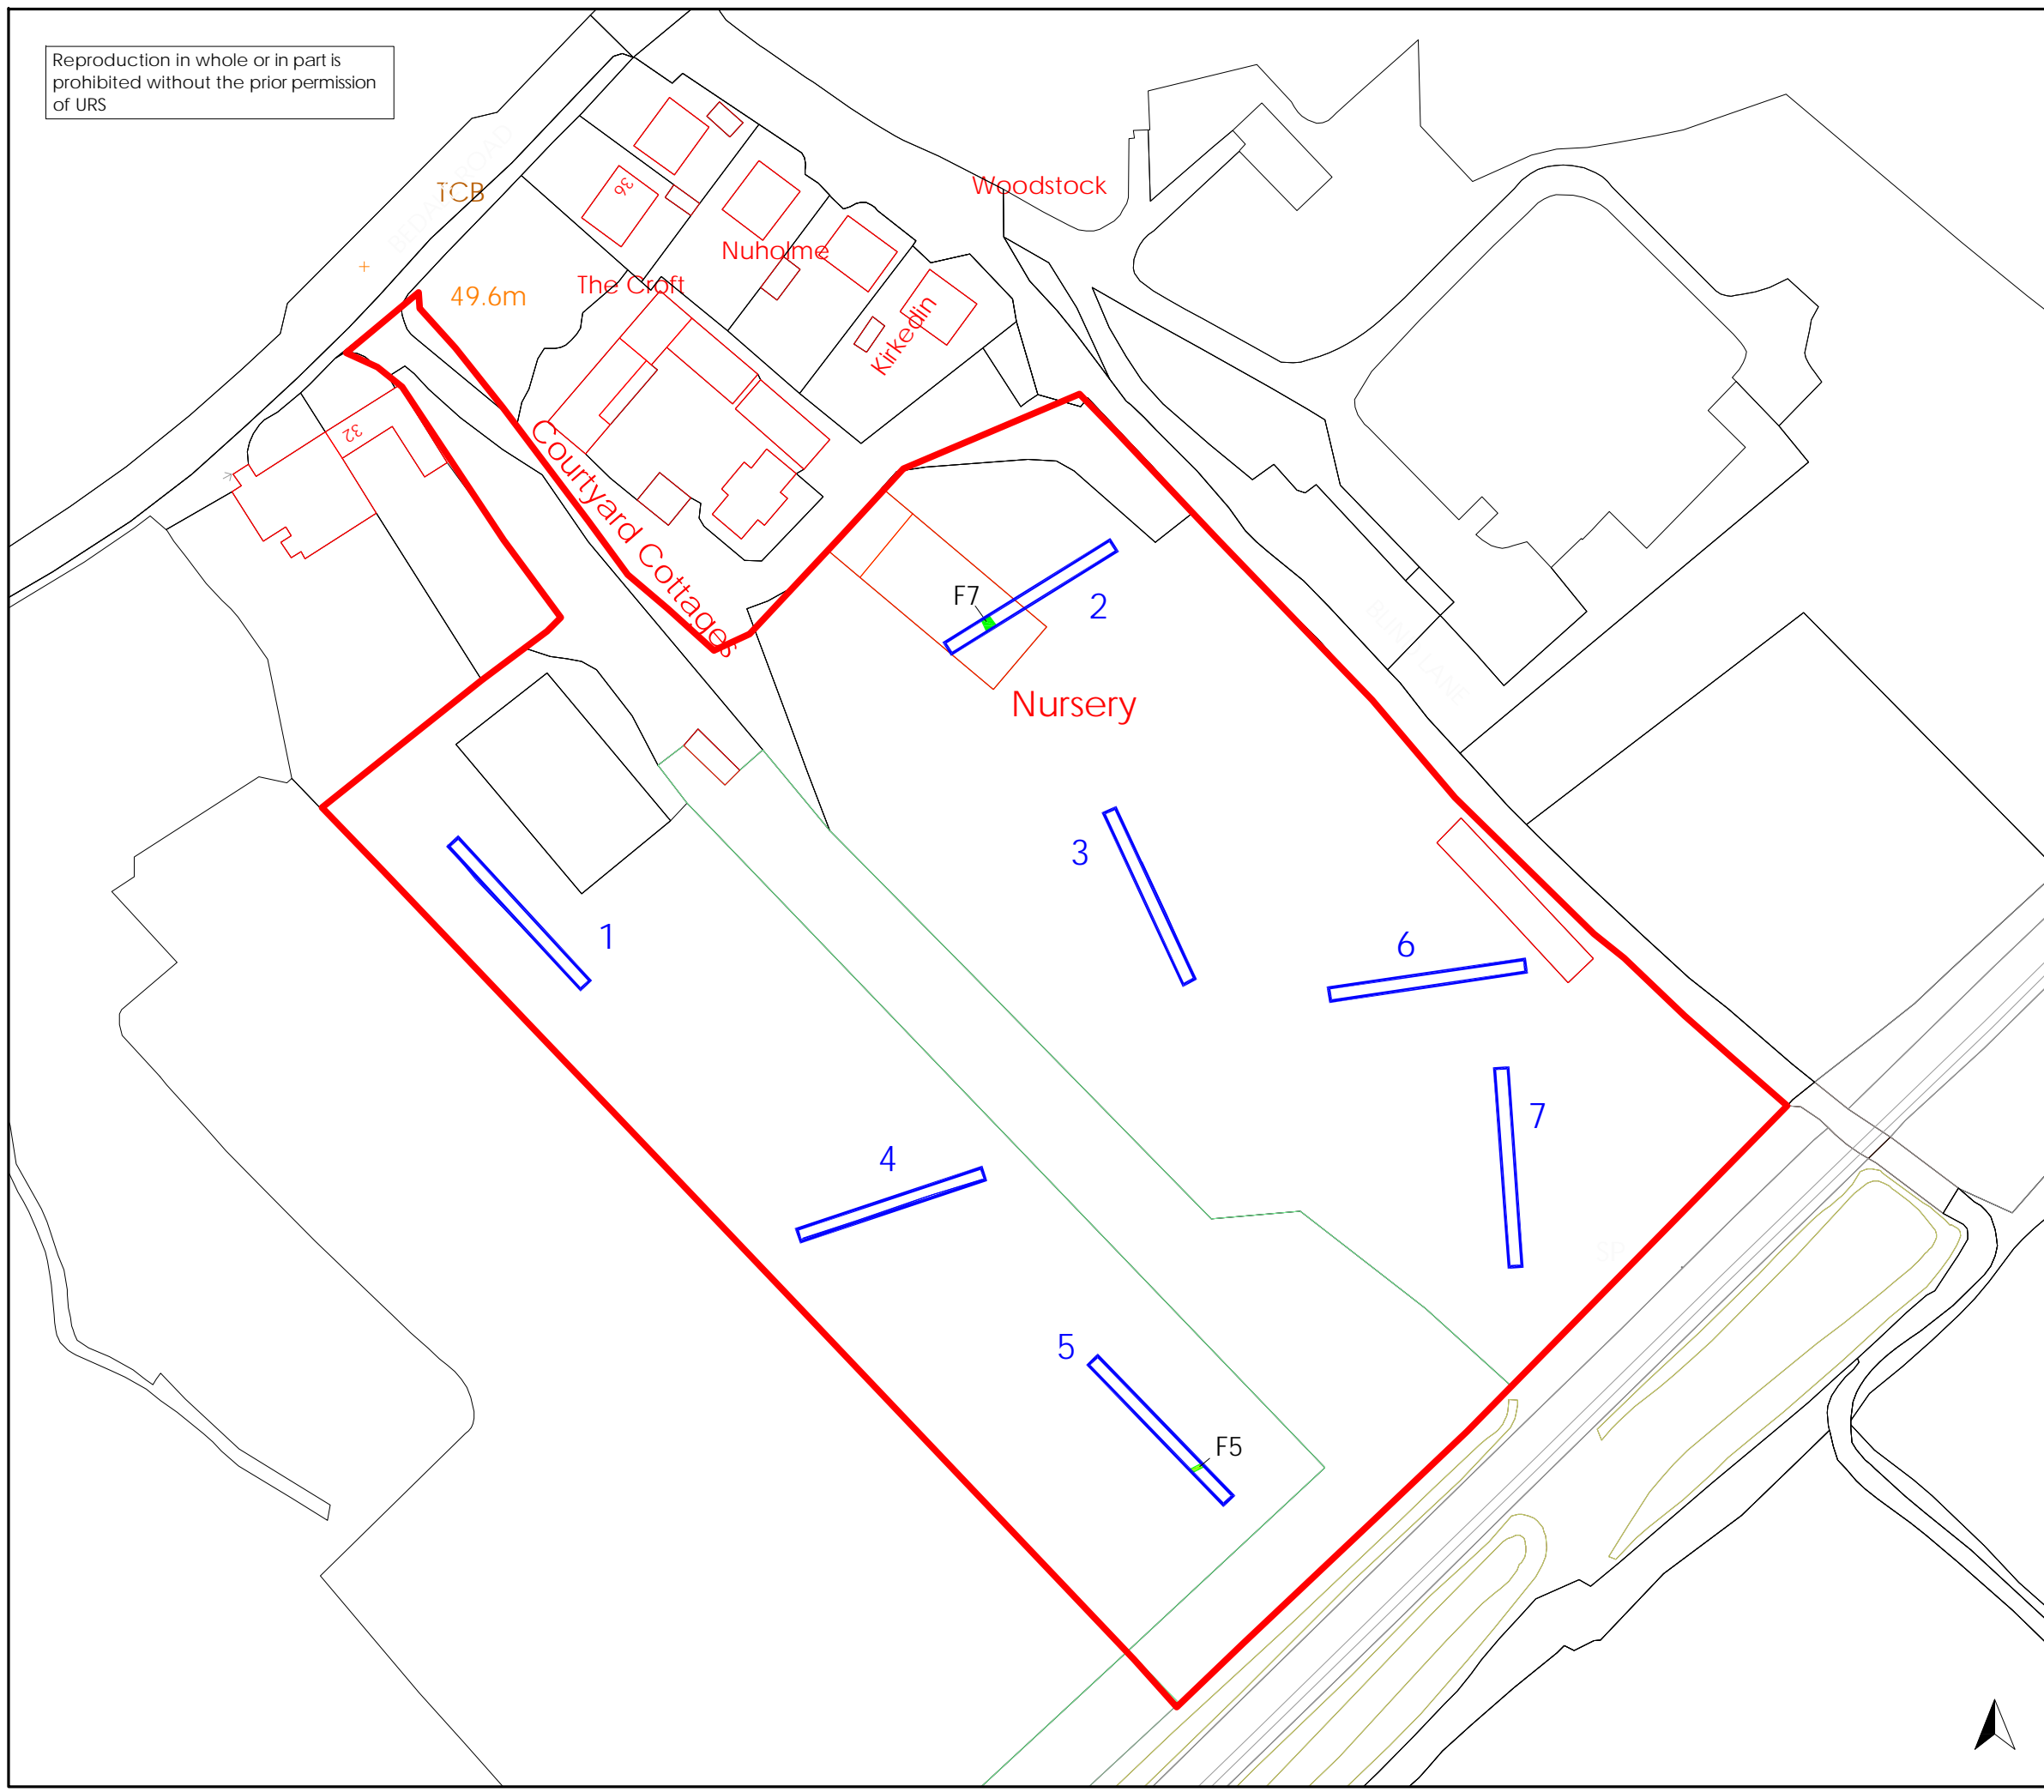 Reproduction in whole or in part is
prohibited without the prior permission
of URS
TCB
36
Woodstock
Nuholme
The Croft
49.6m
Kirkedin
32
Courtyard Cottages
F7
2
Nursery
3
1
6
7
4
5
F5